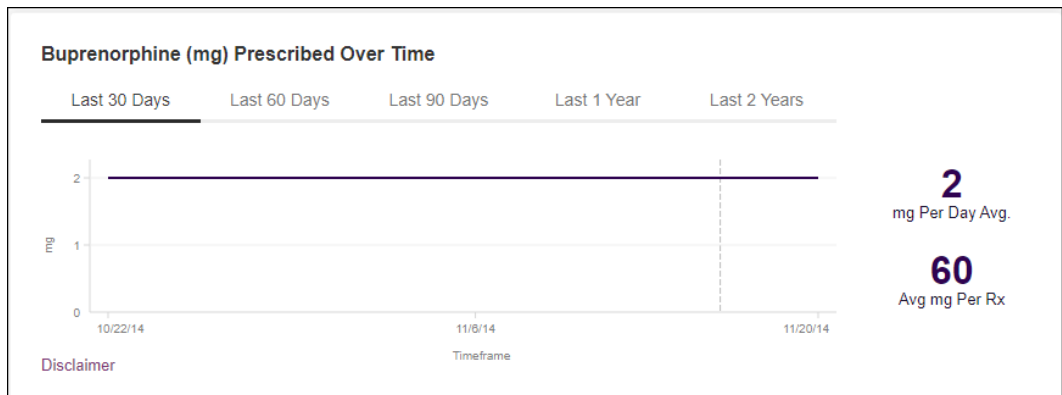 Buprenorphine (mg) Prescribed Over Time
Last 30 Days Last 60 Days Last 90 Days Last 1 Year Last 2 Years
2
1
0
mg
10/22/14 11/6/14 11/20/14
Timeframe
Disclaimer
2
mg Per Day Avg.
60
Avg mg Per Rx